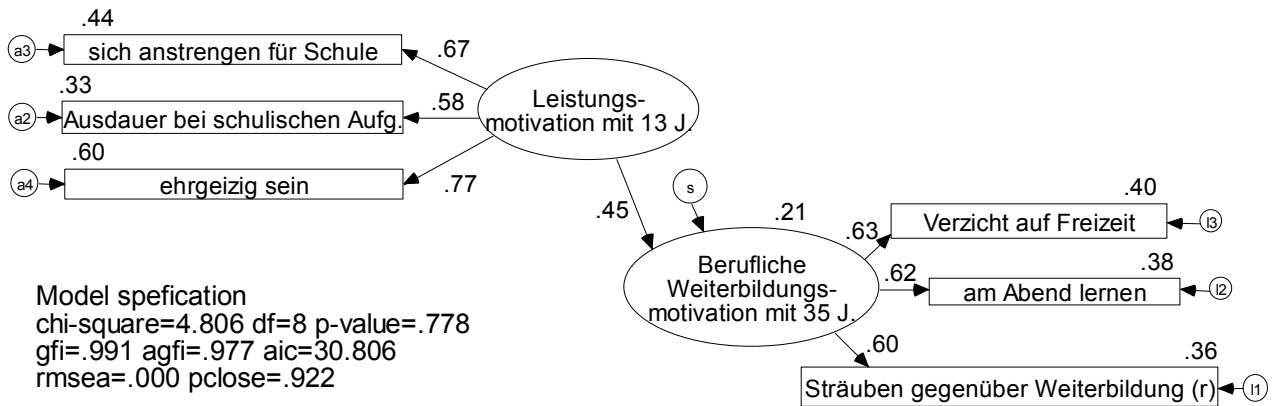 .44
a3
sich anstrengen für Schule
.67
.33
a2
Ausdauer bei schulischen Aufg.
.58
.60
a4
ehrgeizig sein
.77
Leistungs-
motivation mit 13 J.
.45
s
.21
Berufliche
Weiterbildungs-
motivation mit 35 J.
.63
.40
Verzicht auf Freizeit
l3
.62
.38
am Abend lernen
l2
.60
.36
Sträuben gegenüber Weiterbildung (r)
l1
Model spefication
chi-square=4.806 df=8 p-value=.778
gfi=.991 agfi=.977 aic=30.806
rmsea=.000 pclose=.922